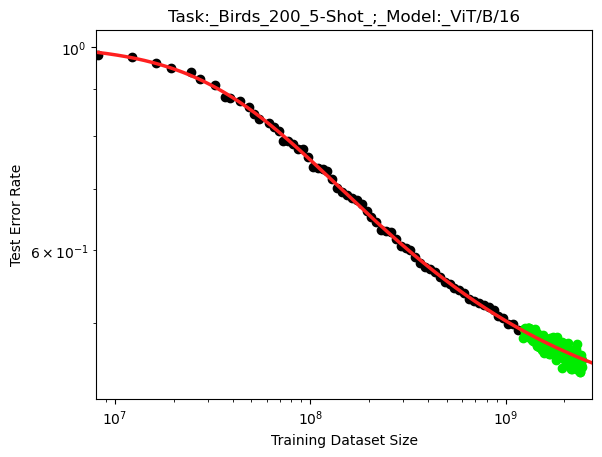 Task:_Birds_200_5-Shot_;_Model:_ViT/B/16
10⁰
6 × 10⁻¹
Test Error Rate
10⁷ 10⁸ 10⁹
Training Dataset Size